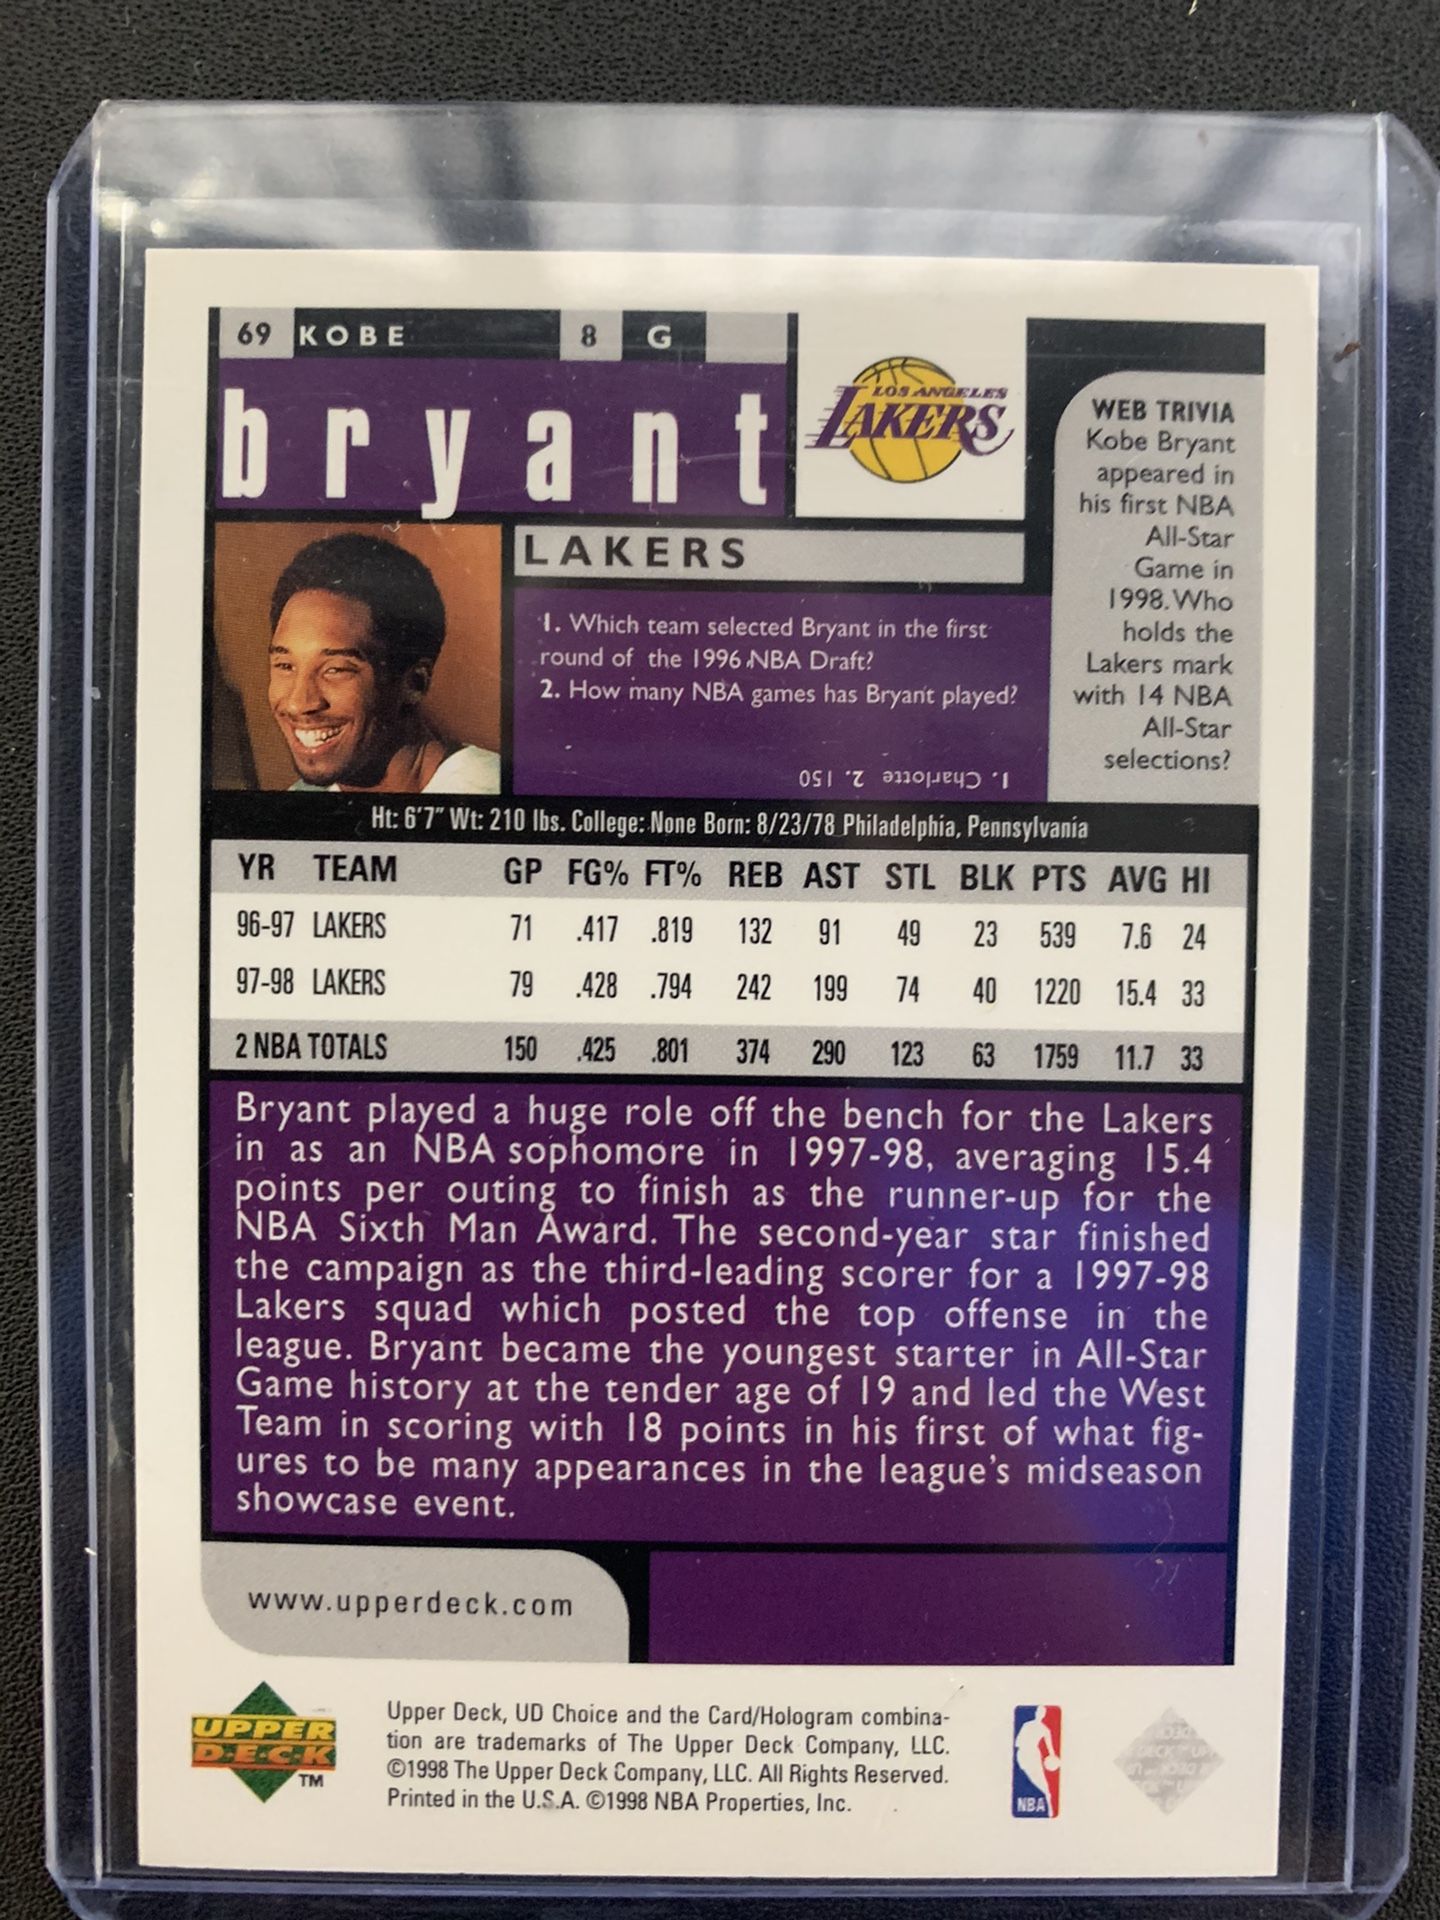 69 KOBE 8 G
bryant
LOS ANGELES
LAKERS
LAKERS
1. Which team selected Bryant in the first
round of the 1996 NBA Draft?
2. How many NBA games has Bryant played?
1. Charlotte 2. 150
WEB TRIVIA
Kobe Bryant
appeared in
his first NBA
All-Star
Game in
1998. Who
holds the
Lakers mark
with 14 NBA
All-Star
selections?
Ht: 6'7" Wt: 210 lbs. College: None Born: 8/23/78 Philadelphia, Pennsylvania
YR TEAM GP FG% FT% REB AST STL BLK PTS AVG HI
96-97 LAKERS 71 .417 .819 132 91 49 23 539 7.6 24
97-98 LAKERS 79 .428 .794 242 199 74 40 1220 15.4 33
2 NBA TOTALS 150 .425 .801 374 290 123 63 1759 11.7 33
Bryant played a huge role off the bench for the Lakers
in as an NBA sophomore in 1997-98, averaging 15.4
points per outing to finish as the runner-up for the
NBA Sixth Man Award. The second-year star finished
the campaign as the third-leading scorer for a 1997-98
Lakers squad which posted the top offense in the
league. Bryant became the youngest starter in All-Star
Game history at the tender age of 19 and led the West
Team in scoring with 18 points in his first of what fig-
ures to be many appearances in the league's midseason
showcase event.
www.upperdeck.com
UPPER
DECK
TM
Upper Deck, UD Choice and the Card/Hologram combina-
tion are trademarks of The Upper Deck Company, LLC.
©1998 The Upper Deck Company, LLC. All Rights Reserved.
Printed in the U.S.A. ©1998 NBA Properties, Inc.
NBA